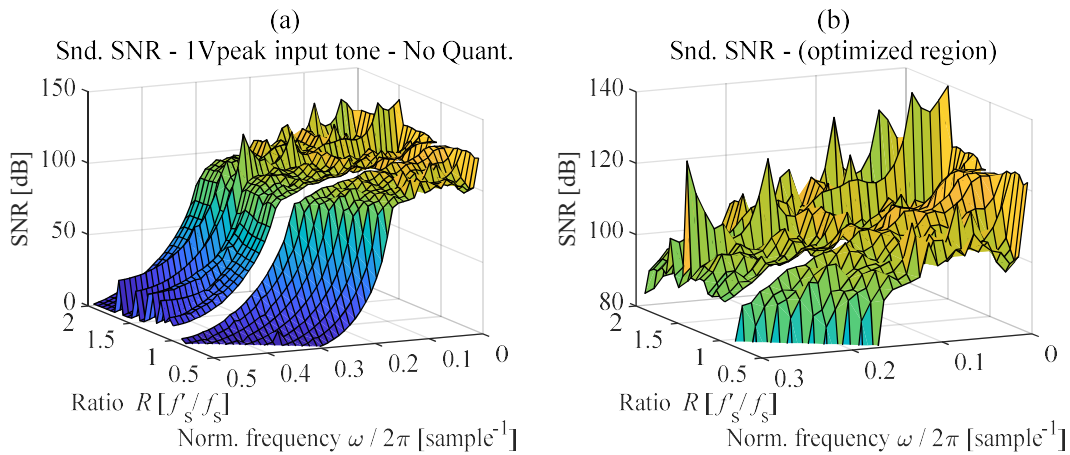 (a)
Snd. SNR - 1Vpeak input tone - No Quant.
150
100
50
0
SNR [dB]
2
1.5
1
0.5
Ratio R [f's/fs]
0.5
0.4
0.3
0.2
0.1
0
Norm. frequency ω / 2π [sample⁻¹]
(b)
Snd. SNR - (optimized region)
140
120
100
80
SNR [dB]
2
1.5
1
0.5
Ratio R [f's/fs]
0.3
0.2
0.1
0
Norm. frequency ω / 2π [sample⁻¹]